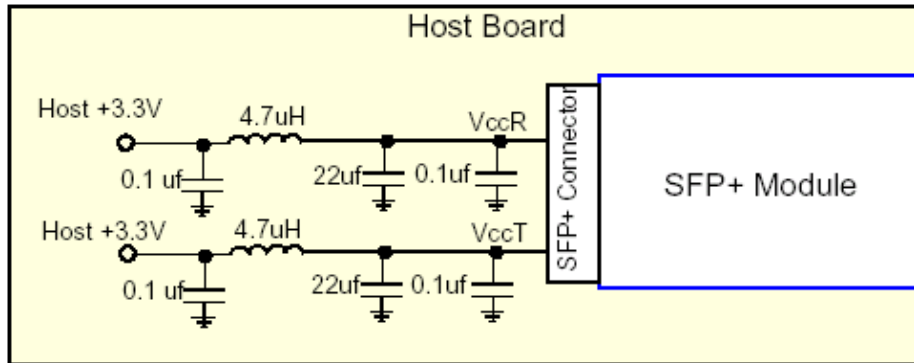 Host Board
Host +3.3V
4.7uH
VccR
0.1 uf
22uf
0.1uf
SFP+ Connector
SFP+ Module
Host +3.3V
4.7uH
VccT
0.1 uf
22uf
0.1uf